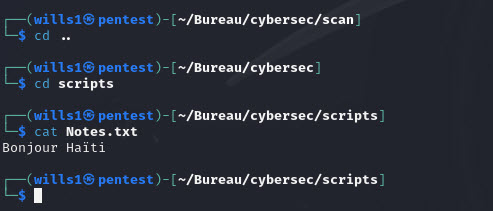 ┌──(wills1㉿pentest)-[~/Bureau/cybersec/scan]
└─$ cd ..
┌──(wills1㉿pentest)-[~/Bureau/cybersec]
└─$ cd scripts
┌──(wills1㉿pentest)-[~/Bureau/cybersec/scripts]
└─$ cat Notes.txt
Bonjour Haïti
┌──(wills1㉿pentest)-[~/Bureau/cybersec/scripts]
└─$